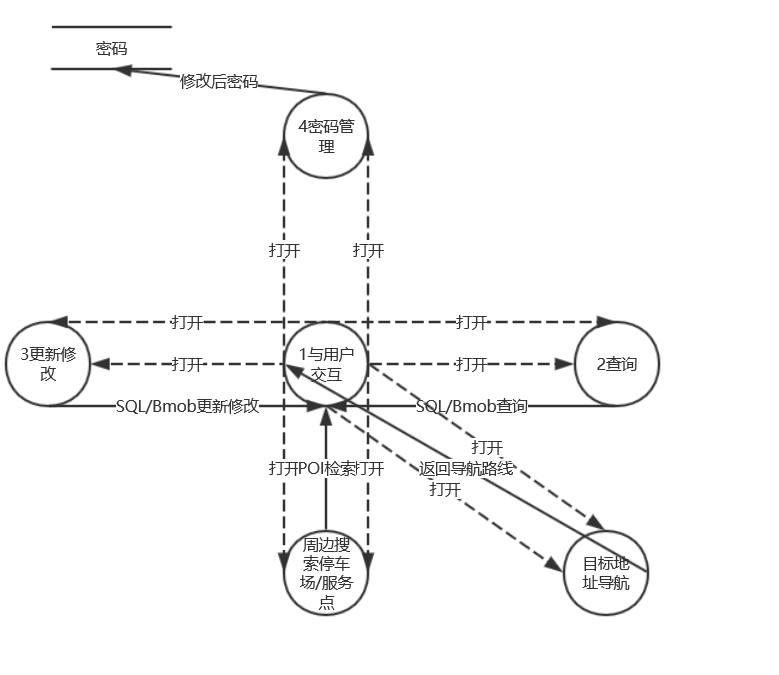 密码
修改后密码
4密码管
理
打开
打开
打开
打开
3更新修
改
打开
1与用户
交互
打开
2查询
SQL/Bmob更新修改
SQL/Bmob查询
打开
打开
POI检索
打开
返回导航路线
打开
周边搜
索停车
场/服务
点
目标地
址导航